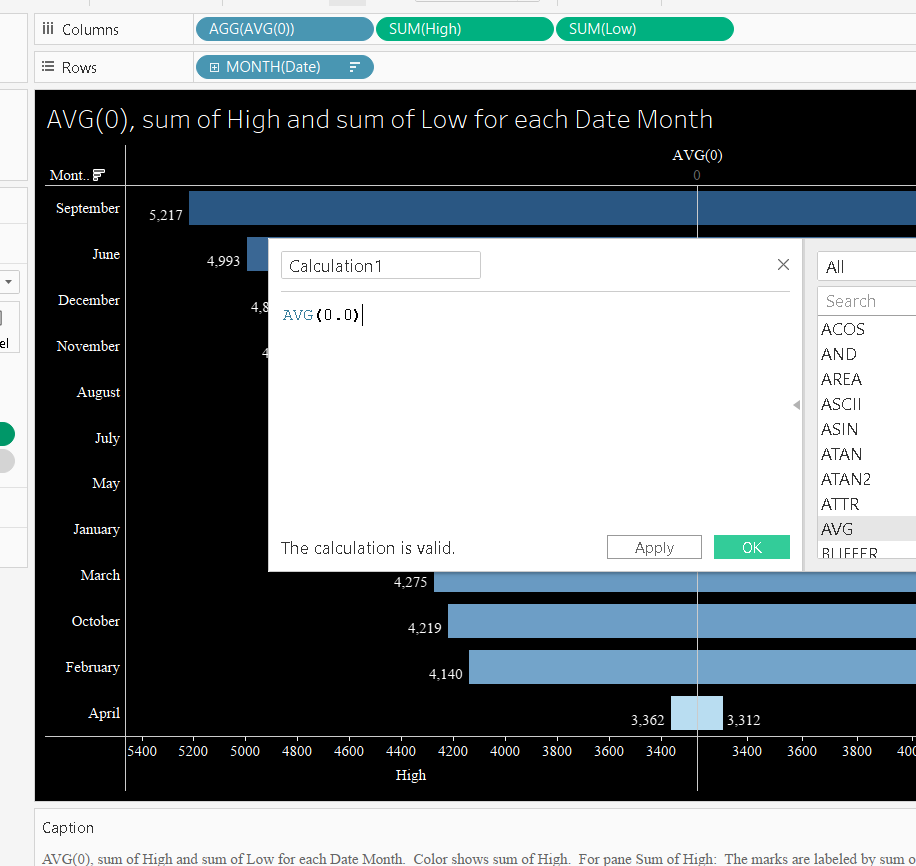 Columns
AGG(AVG(0))
SUM(High)
SUM(Low)
Rows
MONTH(Date)
AVG(0), sum of High and sum of Low for each Date Month
AVG(0)
0
Mont..
September
5,217
June
4,993
December
4,8
November
4
August
July
May
January
March
4,275
October
4,219
February
4,140
April
3,362
3,312
5400 5200 5000 4800 4600 4400 4200 4000 3800 3600 3400 3400 3600 3800 400
High
Calculation1
AVG(0.0)
The calculation is valid.
Apply
OK
All
Search
ACOS
AND
AREA
ASCII
ASIN
ATAN
ATAN2
ATTR
AVG
BUFFER
el
Caption
AVG(0), sum of High and sum of Low for each Date Month. Color shows sum of High. For pane Sum of High: The marks are labeled by sum o